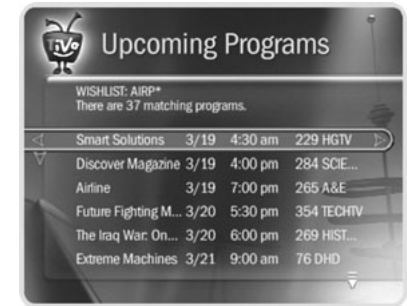 TiVo
Upcoming Programs
WISHLIST: AIRP*
There are 37 matching programs.
Smart Solutions 3/19 4:30 am 229 HGTV
Discover Magazine 3/19 4:00 pm 284 SCIE...
Airline 3/19 7:00 pm 265 A&E
Future Fighting M... 3/20 5:30 pm 354 TECHTV
The Iraq War: On... 3/20 6:00 pm 269 HIST...
Extreme Machines 3/21 9:00 am 76 DHD